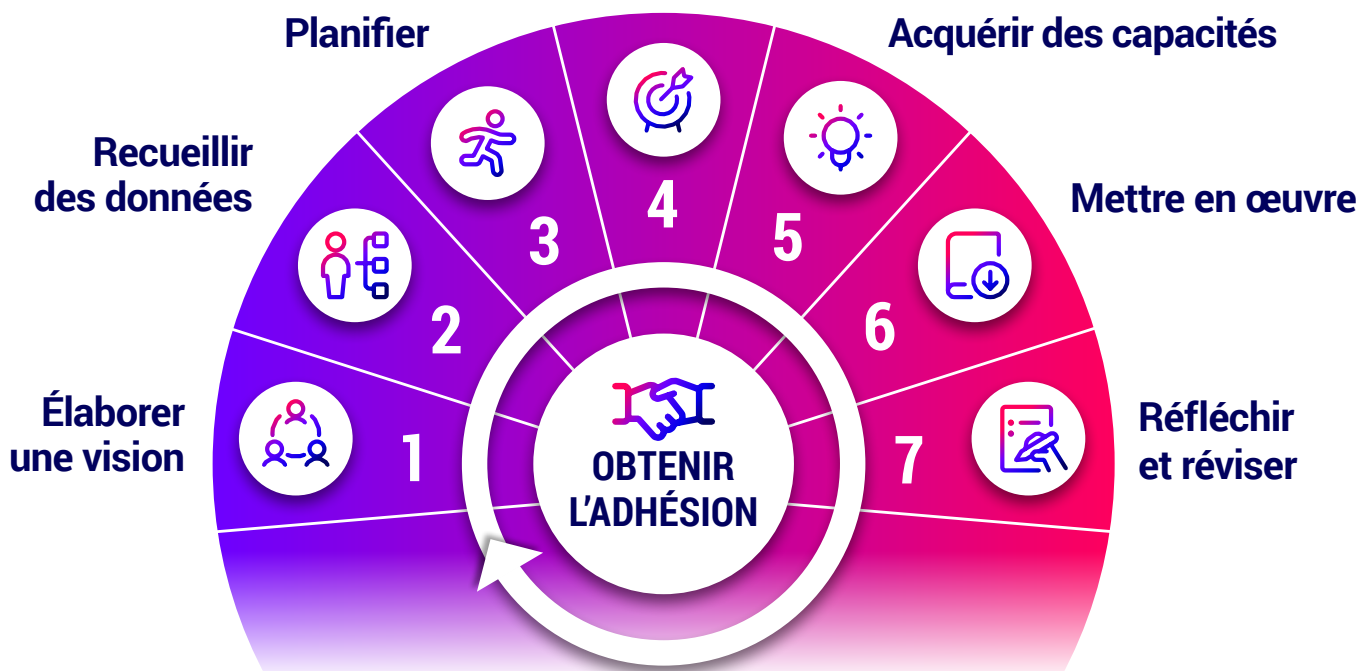 Élaborer
une vision
1
Recueillir
des données
2
Planifier
3
4
Acquérir des capacités
5
Mettre en œuvre
6
Réfléchir
et réviser
7
OBTENIR
L’ADHÉSION